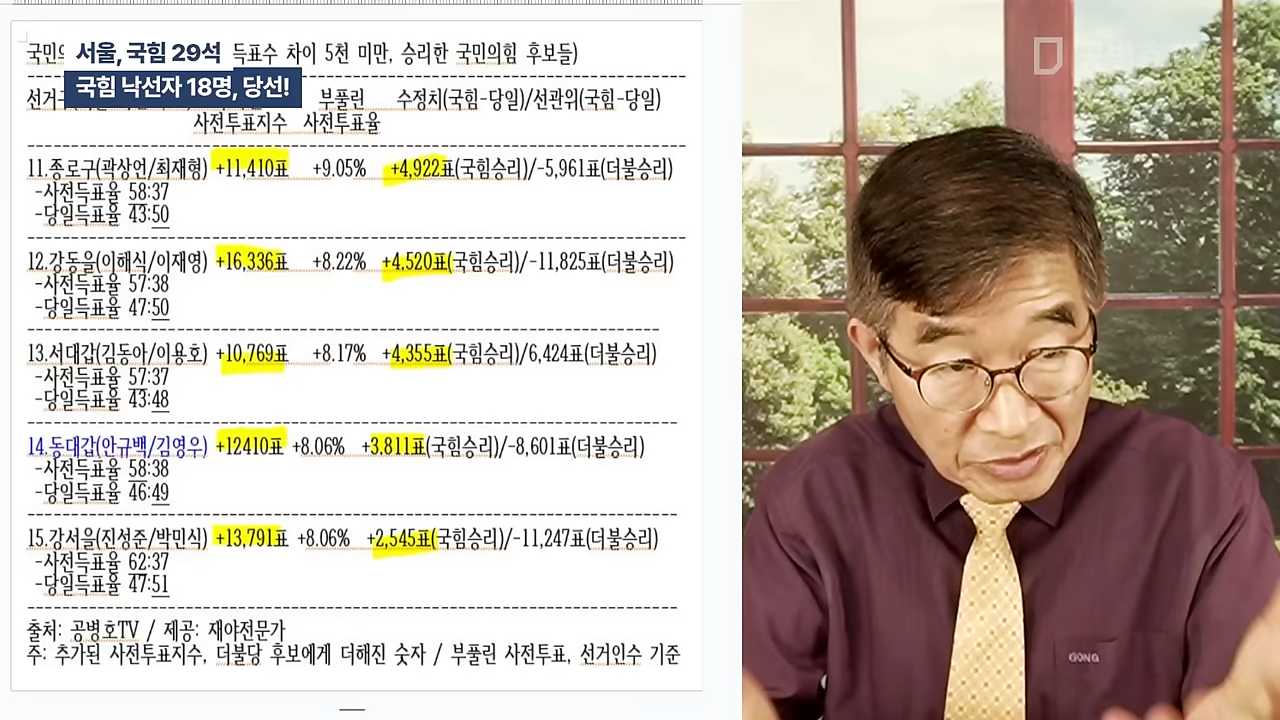 서울, 국힘 29석
국힘 낙선자 18명, 당선!
국민의 득표수 차이 5천 미만, 승리한 국민의힘 후보들)
부풀린 수정치(국힘-당일)/선관위(국힘-당일)
사전투표지수 사전투표율
11.종로구(곽상언/최재형) +11,410표 +9.05% +4,922표(국힘승리)/-5,961표(더불승리)
-사전득표율 58:37
-당일득표율 43:50
12.강동을(이해식/이재영) +16,336표 +8.22% +4,520표(국힘승리)/-11,825표(더불승리)
-사전득표율 57:38
-당일득표율 47:50
13.서대갑(김동아/이용호) +10,769표 +8.17% +4,355표(국힘승리)/6,424표(더불승리)
-사전득표율 57:37
-당일득표율 43:48
14.동대갑(안규백/김영우) +12410표 +8.06% +3.811표(국힘승리)/-8,601표(더불승리)
-사전득표율 58:38
-당일득표율 46:49
15.강서을(진성준/박민식) +13,791표 +8.06% +2,545표(국힘승리)/-11,247표(더불승리)
-사전득표율 62:37
-당일득표율 47:51
출처: 공병호TV / 제공: 재야전문가
주: 추가된 사전투표지수, 더불당 후보에게 더해진 숫자 / 부풀린 사전투표, 선거인수 기준
GONG